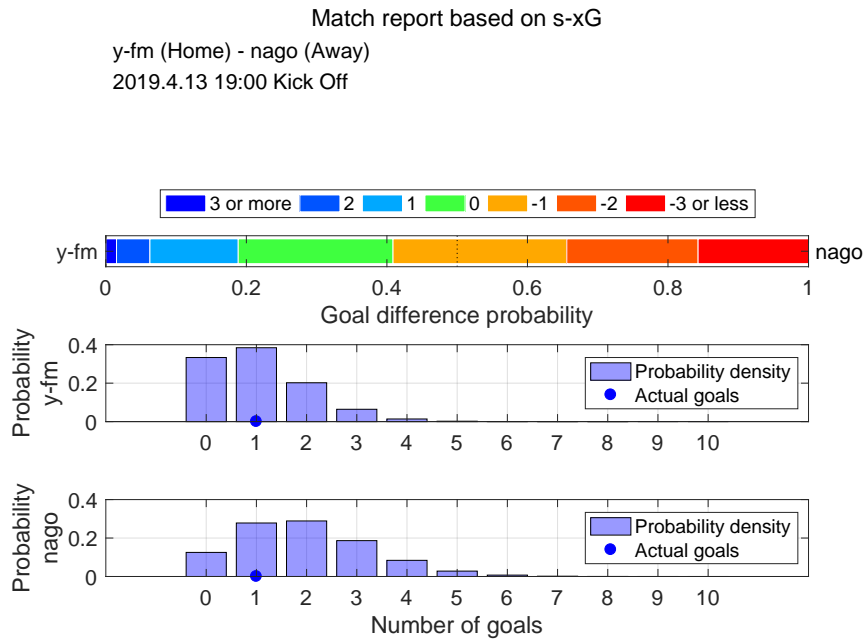 Match report based on s-xG
y-fm (Home) - nago (Away)
2019.4.13 19:00 Kick Off
3 or more 2 1 0 -1 -2 -3 or less
y-fm nago
0 0.2 0.4 0.6 0.8 1
Goal difference probability
Probability
y-fm
0.4
0.2
0
Probability density
Actual goals
0 1 2 3 4 5 6 7 8 9 10
Probability
nago
0.4
0.2
0
Probability density
Actual goals
0 1 2 3 4 5 6 7 8 9 10
Number of goals